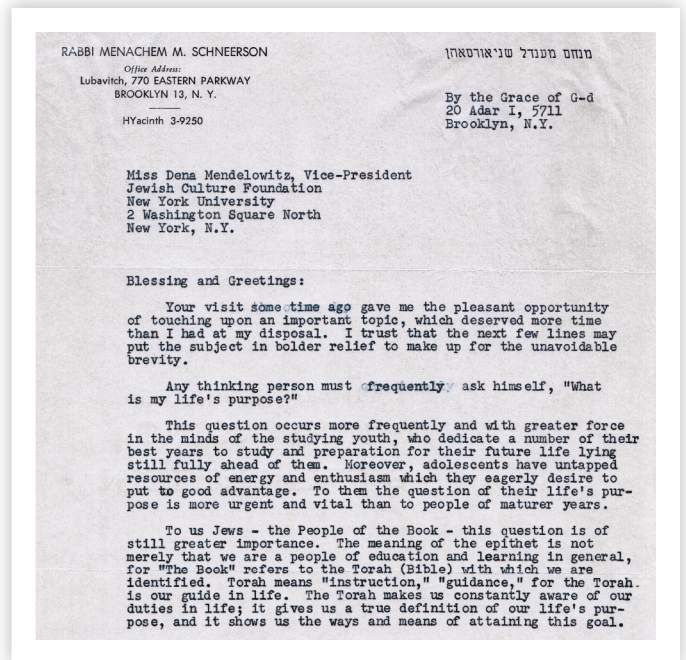 RABBI MENACHEM M. SCHNEERSON
Office Address:
Lubavitch, 770 EASTERN PARKWAY
BROOKLYN 13, N. Y.
HYacinth 3-9250
מנחם מענדל שניאורסאהן
By the Grace of G-d
20 Adar I, 5711
Brooklyn, N.Y.
Miss Dena Mendelowitz, Vice-President
Jewish Culture Foundation
New York University
2 Washington Square North
New York, N.Y.
Blessing and Greetings:
Your visit some time ago gave me the pleasant opportunity
of touching upon an important topic, which deserved more time
than I had at my disposal. I trust that the next few lines may
put the subject in bolder relief to make up for the unavoidable
brevity.
Any thinking person must frequently ask himself, "What
is my life's purpose?"
This question occurs more frequently and with greater force
in the minds of the studying youth, who dedicate a number of their
best years to study and preparation for their future life lying
still fully ahead of them. Moreover, adolescents have untapped
resources of energy and enthusiasm which they eagerly desire to
put to good advantage. To them the question of their life's pur-
pose is more urgent and vital than to people of maturer years.
To us Jews - the People of the Book - this question is of
still greater importance. The meaning of the epithet is not
merely that we are a people of education and learning in general,
for "The Book" refers to the Torah (Bible) with which we are
identified. Torah means "instruction," "guidance," for the Torah.
is our guide in life. The Torah makes us constantly aware of our
duties in life; it gives us a true definition of our life's pur-
pose, and it shows us the ways and means of attaining this goal.